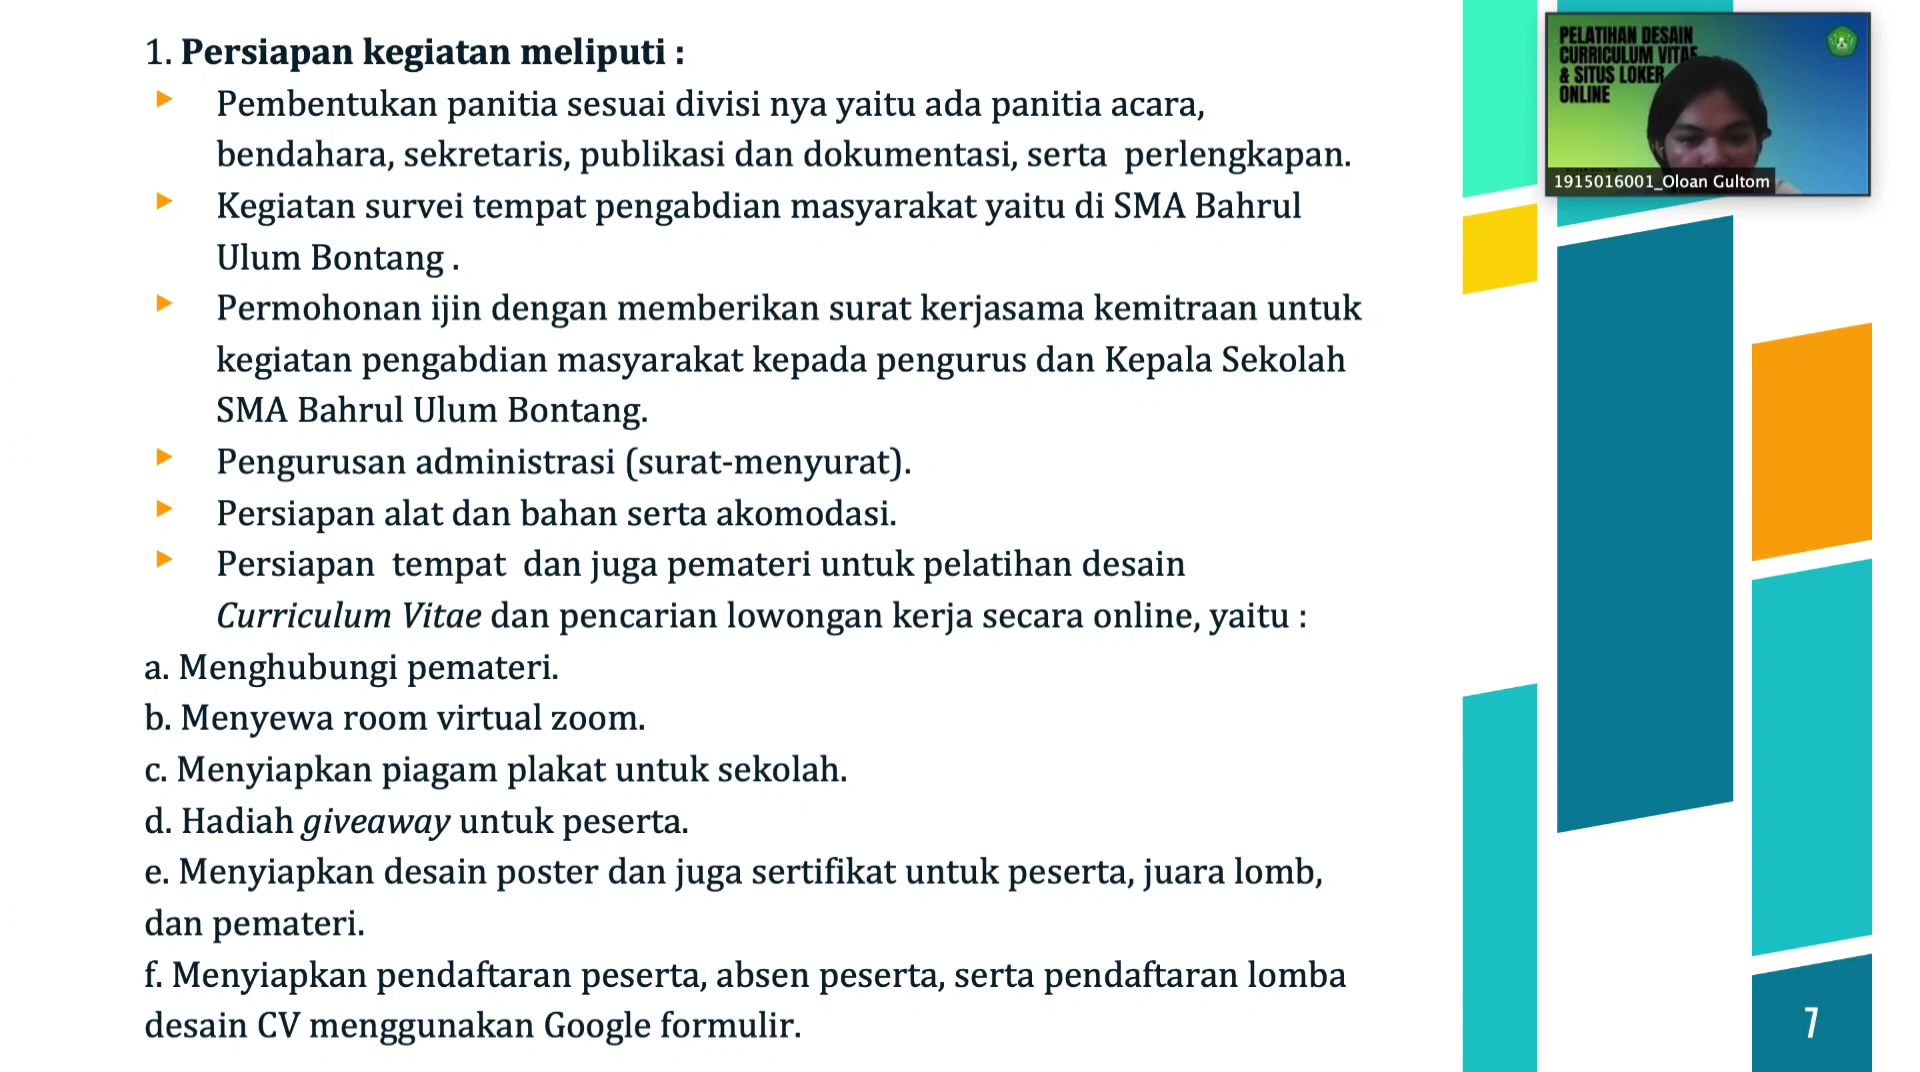 1. Persiapan kegiatan meliputi :
Pembentukan panitia sesuai divisi nya yaitu ada panitia acara,
bendahara, sekretaris, publikasi dan dokumentasi, serta perlengkapan.
Kegiatan survei tempat pengabdian masyarakat yaitu di SMA Bahrul
Ulum Bontang .
Permohonan ijin dengan memberikan surat kerjasama kemitraan untuk
kegiatan pengabdian masyarakat kepada pengurus dan Kepala Sekolah
SMA Bahrul Ulum Bontang.
Pengurusan administrasi (surat-menyurat).
Persiapan alat dan bahan serta akomodasi.
Persiapan tempat dan juga pemateri untuk pelatihan desain
Curriculum Vitae dan pencarian lowongan kerja secara online, yaitu :
a. Menghubungi pemateri.
b. Menyewa room virtual zoom.
c. Menyiapkan piagam plakat untuk sekolah.
d. Hadiah giveaway untuk peserta.
e. Menyiapkan desain poster dan juga sertifikat untuk peserta, juara lomb,
dan pemateri.
f. Menyiapkan pendaftaran peserta, absen peserta, serta pendaftaran lomba
desain CV menggunakan Google formulir.
PELATIHAN DESAIN
CURRICULUM VITAE
& SITUS LOKER
ONLINE
1915016001_Oloan Gultom
7